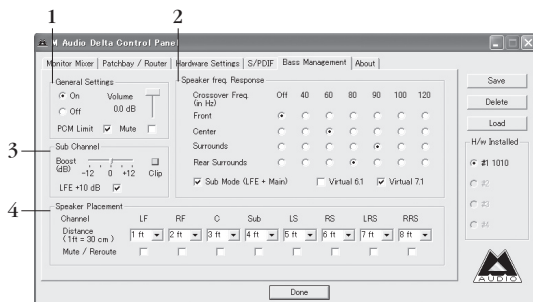 1
2
M Audio Delta Control Panel
Monitor Mixer Patchbay / Router Hardware Settings S/PDIF Bass Management About
General Settings
On Volume
Off 0.0 dB
PCM Limit Mute
Speaker freq. Response
Crossover Freq. (in Hz) Off 40 60 80 90 100 120
Front
Center
Surrounds
Rear Surrounds
Sub Mode (LFE + Main) Virtual 6.1 Virtual 7.1
3
Sub Channel
Boost (dB) -12 0 +12 Clip
LFE +10 dB
4
Speaker Placement
Channel LF RF C Sub LS RS LRS RRS
Distance (1ft = 30 cm) 1 ft 2 ft 3 ft 4 ft 5 ft 6 ft 7 ft 8 ft
Mute / Reroute
Save
Delete
Load
H/w Installed
#1 1010
#2
#3
#4
M AUDIO
Done